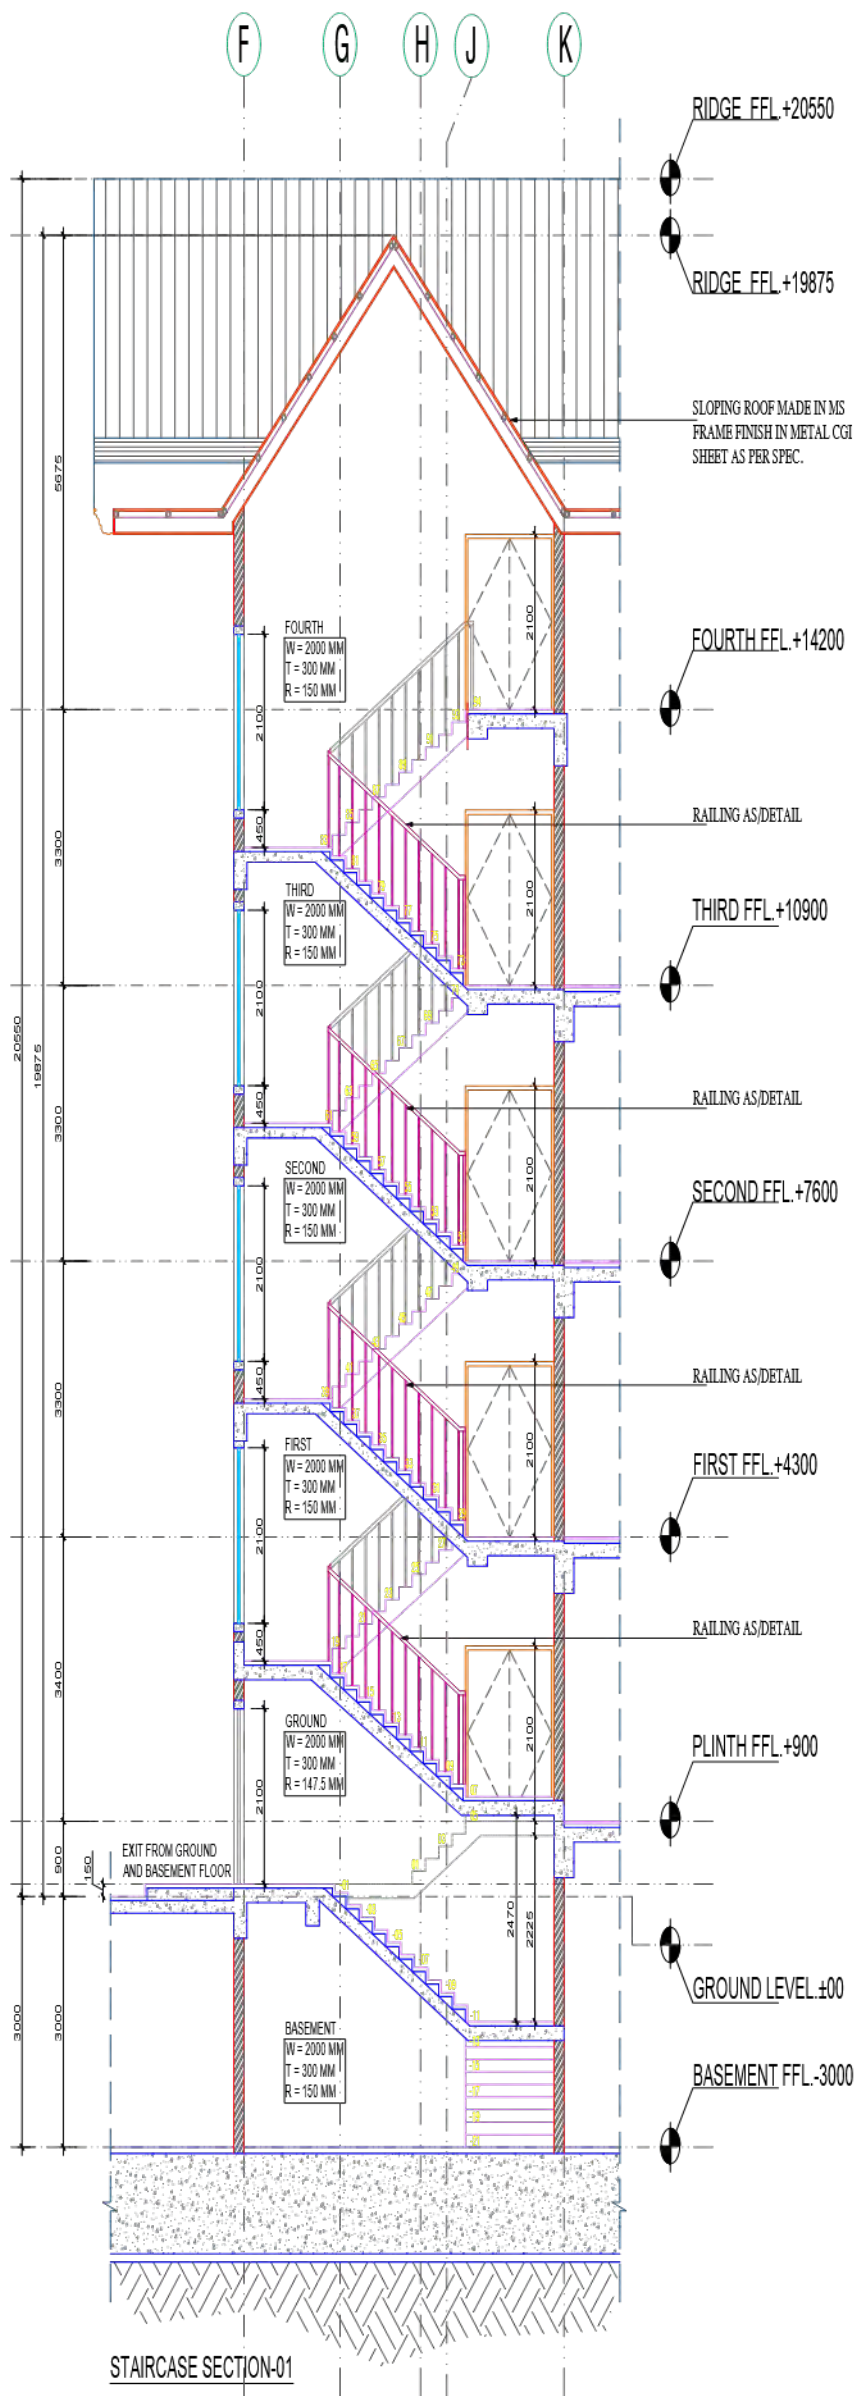 F G H J K
RIDGE FFL.+20550
RIDGE FFL.+19875
SLOPING ROOF MADE IN MS
FRAME FINISH IN METAL CGI
SHEET AS PER SPEC.
5675
2100
FOURTH
W = 2000 MM
T = 300 MM
R = 150 MM
FOURTH FFL.+14200
2100
450
3300
RAILING AS/DETAIL
2100
THIRD
W = 2000 MM
T = 300 MM
R = 150 MM
THIRD FFL.+10900
20550
19875
2100
450
3300
RAILING AS/DETAIL
2100
SECOND
W = 2000 MM
T = 300 MM
R = 150 MM
SECOND FFL.+7600
2100
450
3300
RAILING AS/DETAIL
2100
FIRST
W = 2000 MM
T = 300 MM
R = 150 MM
FIRST FFL.+4300
2100
450
3400
RAILING AS/DETAIL
2100
GROUND
W = 2000 MM
T = 300 MM
R = 147.5 MM
PLINTH FFL.+900
2100
900
150
EXIT FROM GROUND
AND BASEMENT FLOOR
2470
2225
GROUND LEVEL.±00
3000
3000
BASEMENT
W = 2000 MM
T = 300 MM
R = 150 MM
BASEMENT FFL.-3000
STAIRCASE SECTION-01